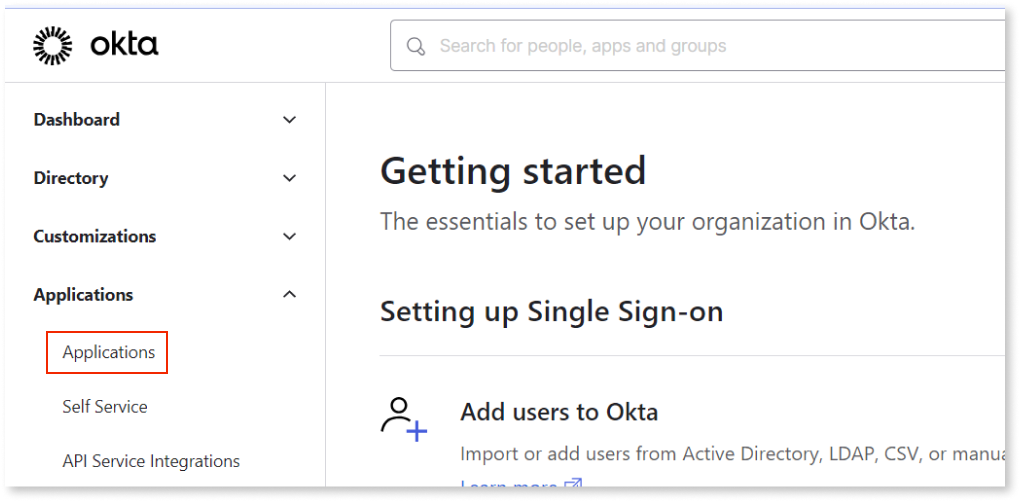 okta
Search for people, apps and groups
Dashboard
Directory
Customizations
Applications
Applications
Self Service
API Service Integrations
Getting started
The essentials to set up your organization in Okta.
Setting up Single Sign-on
Add users to Okta
Import or add users from Active Directory, LDAP, CSV, or manua
Learn more